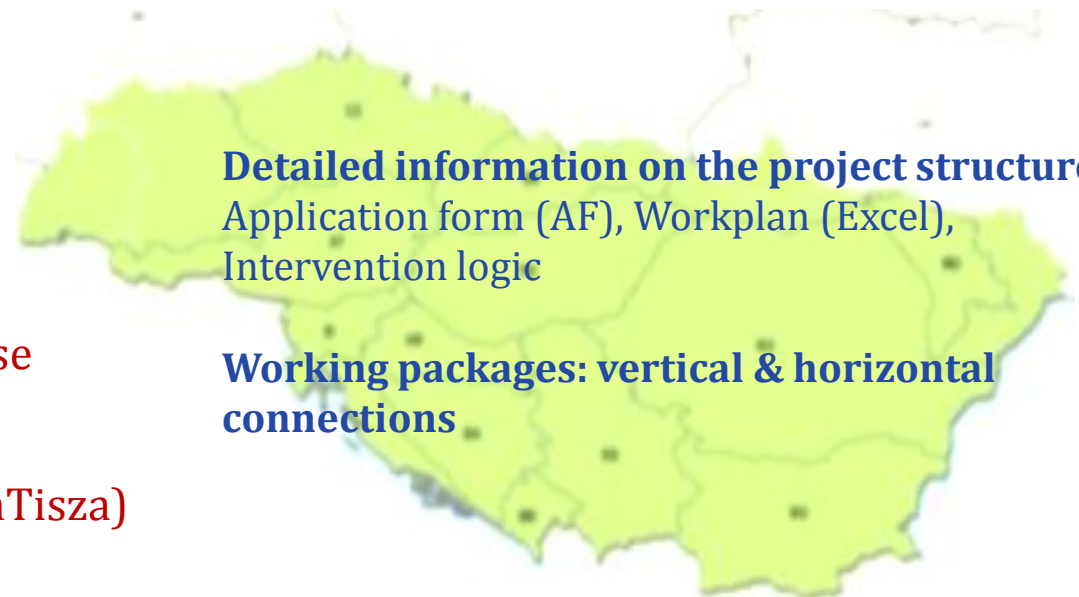 Detailed information on the project structure
Application form (AF), Workplan (Excel),
Intervention logic
se
Working packages: vertical & horizontal
connections
Tisza)